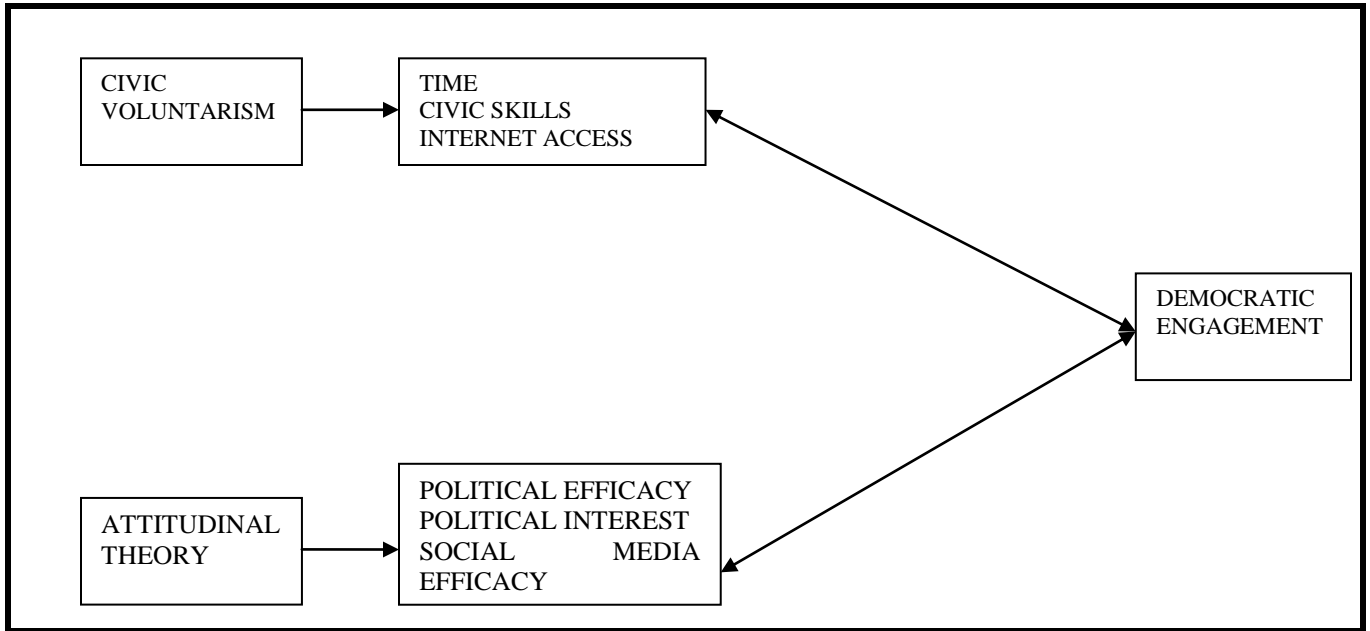 CIVIC
VOLUNTARISM
TIME
CIVIC SKILLS
INTERNET ACCESS
DEMOCRATIC
ENGAGEMENT
ATTITUDINAL
THEORY
POLITICAL EFFICACY
POLITICAL INTEREST
SOCIAL MEDIA
EFFICACY